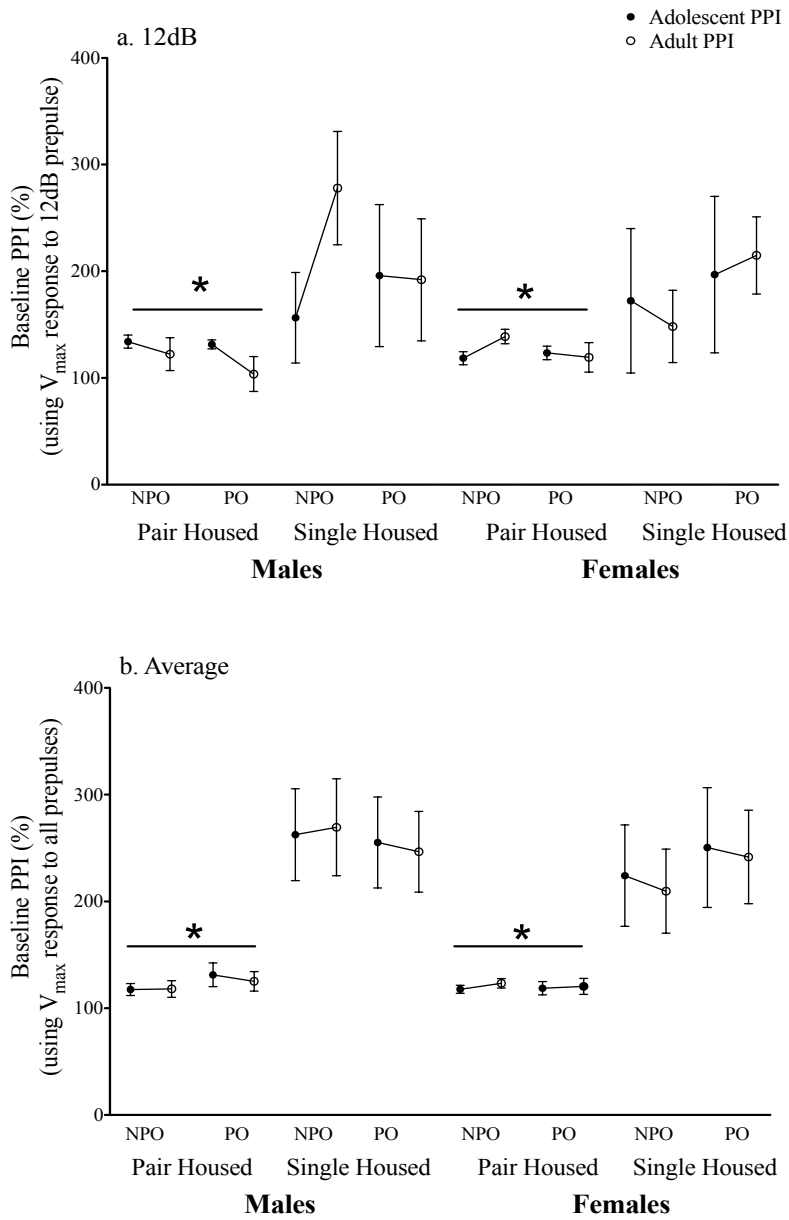 ● Adolescent PPI
○ Adult PPI
a. 12dB
Baseline PPI (%)
(using Vmax response to 12dB prepulse)
400
300
200
100
0
*
*
NPO PO NPO PO NPO PO NPO PO
Pair Housed Single Housed Pair Housed Single Housed
Males Females
b. Average
Baseline PPI (%)
(using Vmax response to all prepulses)
400
300
200
100
0
*
*
NPO PO NPO PO NPO PO NPO PO
Pair Housed Single Housed Pair Housed Single Housed
Males Females